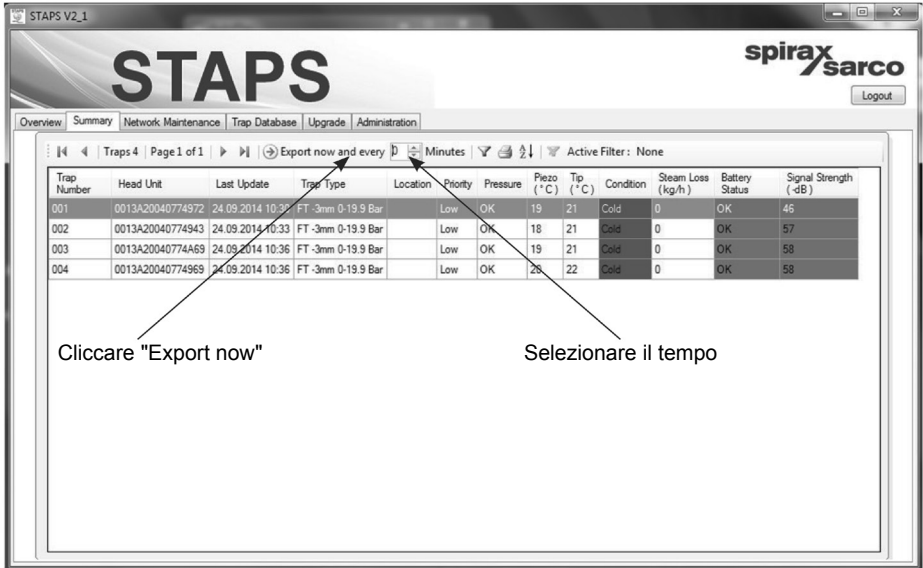 STAPS V2_1
STAPS
spirax sarco
Logout
Overview Summary Network Maintenance Trap Database Upgrade Administration
Traps 4 Page 1 of 1 Export now and every 0 Minutes Active Filter : None
Trap Number Head Unit Last Update Trap Type Location Priority Pressure Piezo (°C) Tip (°C) Condition Steam Loss (kg/h) Battery Status Signal Strength (-dB)
001 0013A20040774972 24.09.2014 FT -3mm 0-19.9 Bar Low OK 19 21 Cold 0 OK 46
002 0013A20040774943 24.09.2014 10:33 FT -3mm 0-19.9 Bar Low OK 18 21 Cold 0 OK 57
003 0013A20040774A69 24.09.2014 10:36 FT -3mm 0-19.9 Bar Low OK 19 21 Cold 0 OK 58
004 0013A20040774969 24.09.2014 10:36 FT -3mm 0-19.9 Bar Low OK 20 22 Cold 0 OK 58
Cliccare "Export now" Selezionare il tempo